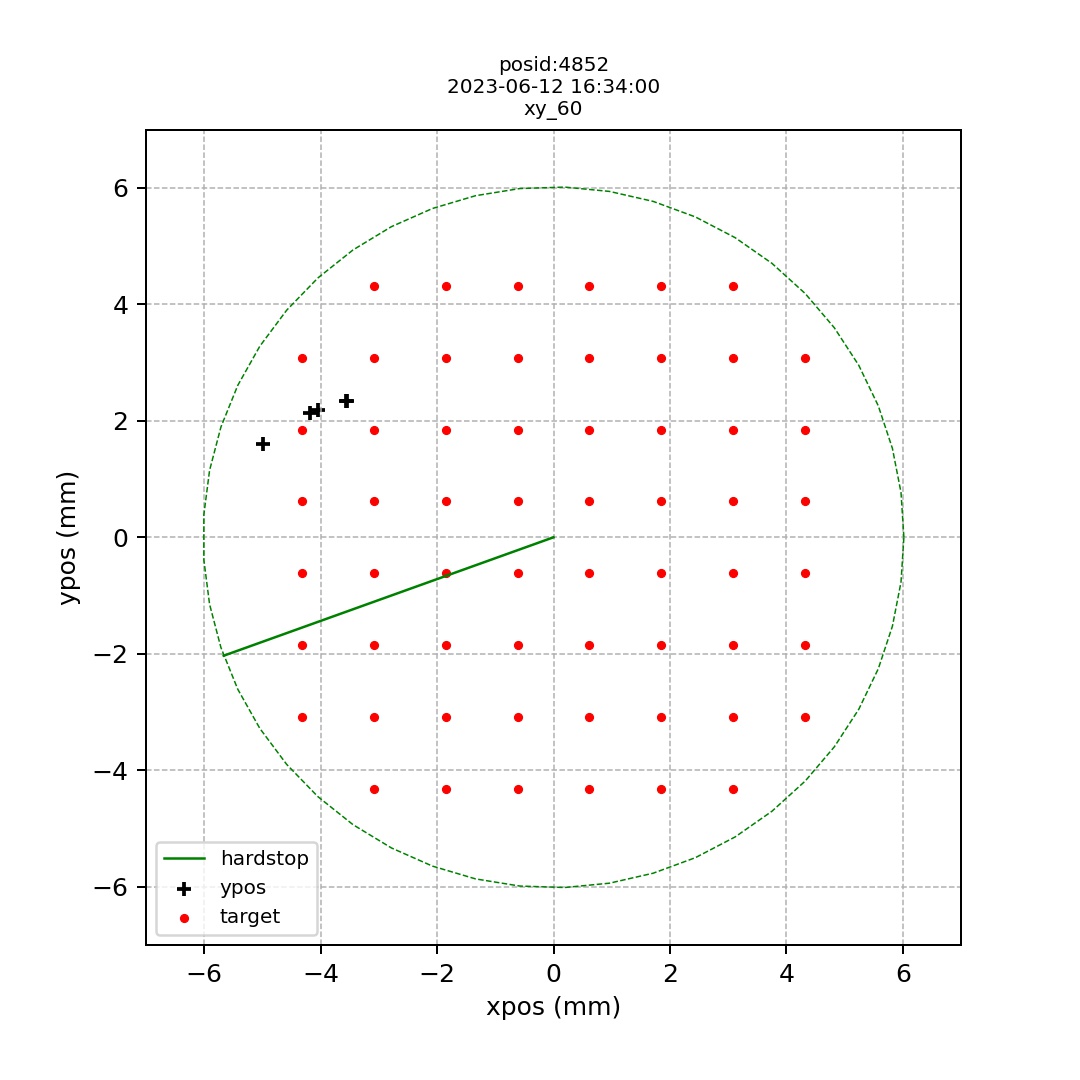 posid:4852
2023-06-12 16:34:00
xy_60
6
4
2
0
−2
−4
−6
ypos (mm)
hardstop
ypos
target
−6 −4 −2 0 2 4 6
xpos (mm)